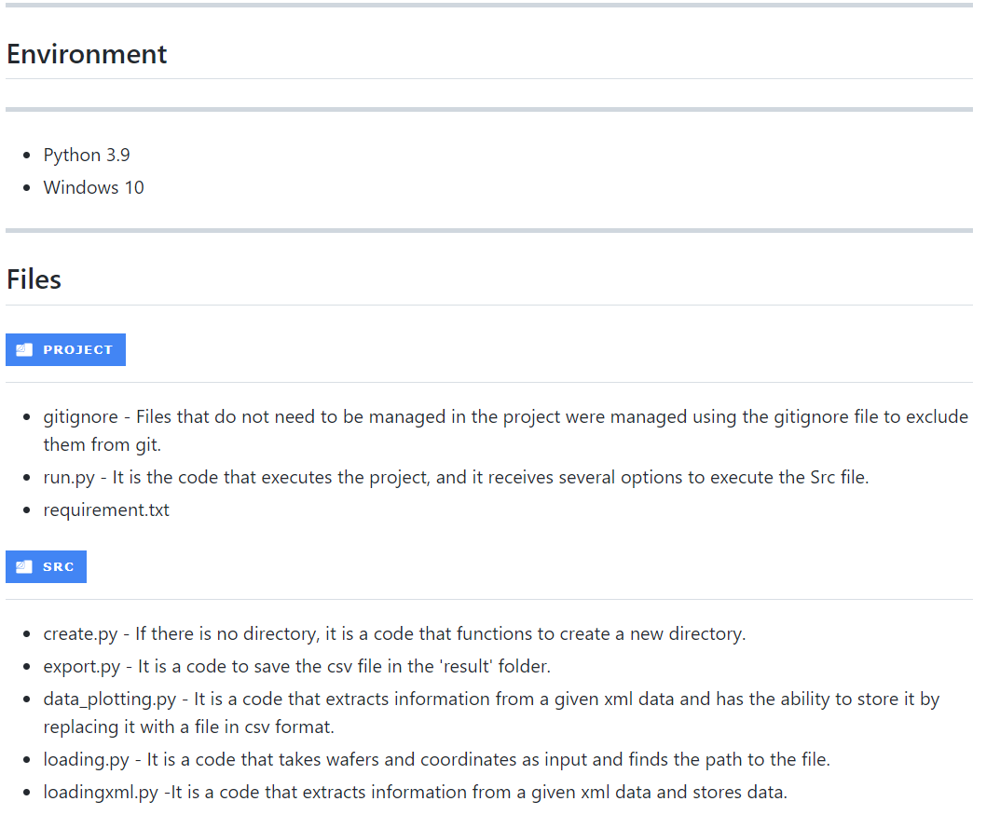 Environment
Python 3.9
Windows 10
Files
PROJECT
gitignore - Files that do not need to be managed in the project were managed using the gitignore file to exclude
them from git.
run.py - It is the code that executes the project, and it receives several options to execute the Src file.
requirement.txt
SRC
create.py - If there is no directory, it is a code that functions to create a new directory.
export.py - It is a code to save the csv file in the 'result' folder.
data_plotting.py - It is a code that extracts information from a given xml data and has the ability to store it by
replacing it with a file in csv format.
loading.py - It is a code that takes wafers and coordinates as input and finds the path to the file.
loadingxml.py -It is a code that extracts information from a given xml data and stores data.